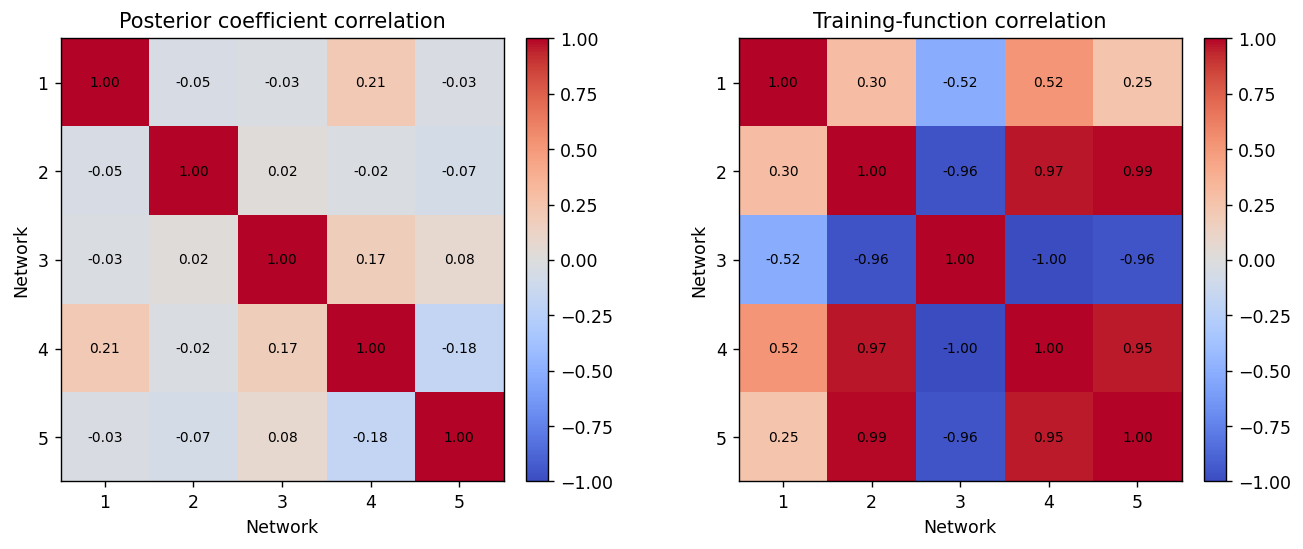 Posterior coefficient correlation
Network
1 1.00 -0.05 -0.03 0.21 -0.03
2 -0.05 1.00 0.02 -0.02 -0.07
3 -0.03 0.02 1.00 0.17 0.08
4 0.21 -0.02 0.17 1.00 -0.18
5 -0.03 -0.07 0.08 -0.18 1.00
1 2 3 4 5
Network
1.00
0.75
0.50
0.25
0.00
−0.25
−0.50
−0.75
−1.00
Training-function correlation
Network
1 1.00 0.30 -0.52 0.52 0.25
2 0.30 1.00 -0.96 0.97 0.99
3 -0.52 -0.96 1.00 -1.00 -0.96
4 0.52 0.97 -1.00 1.00 0.95
5 0.25 0.99 -0.96 0.95 1.00
1 2 3 4 5
Network
1.00
0.75
0.50
0.25
0.00
−0.25
−0.50
−0.75
−1.00